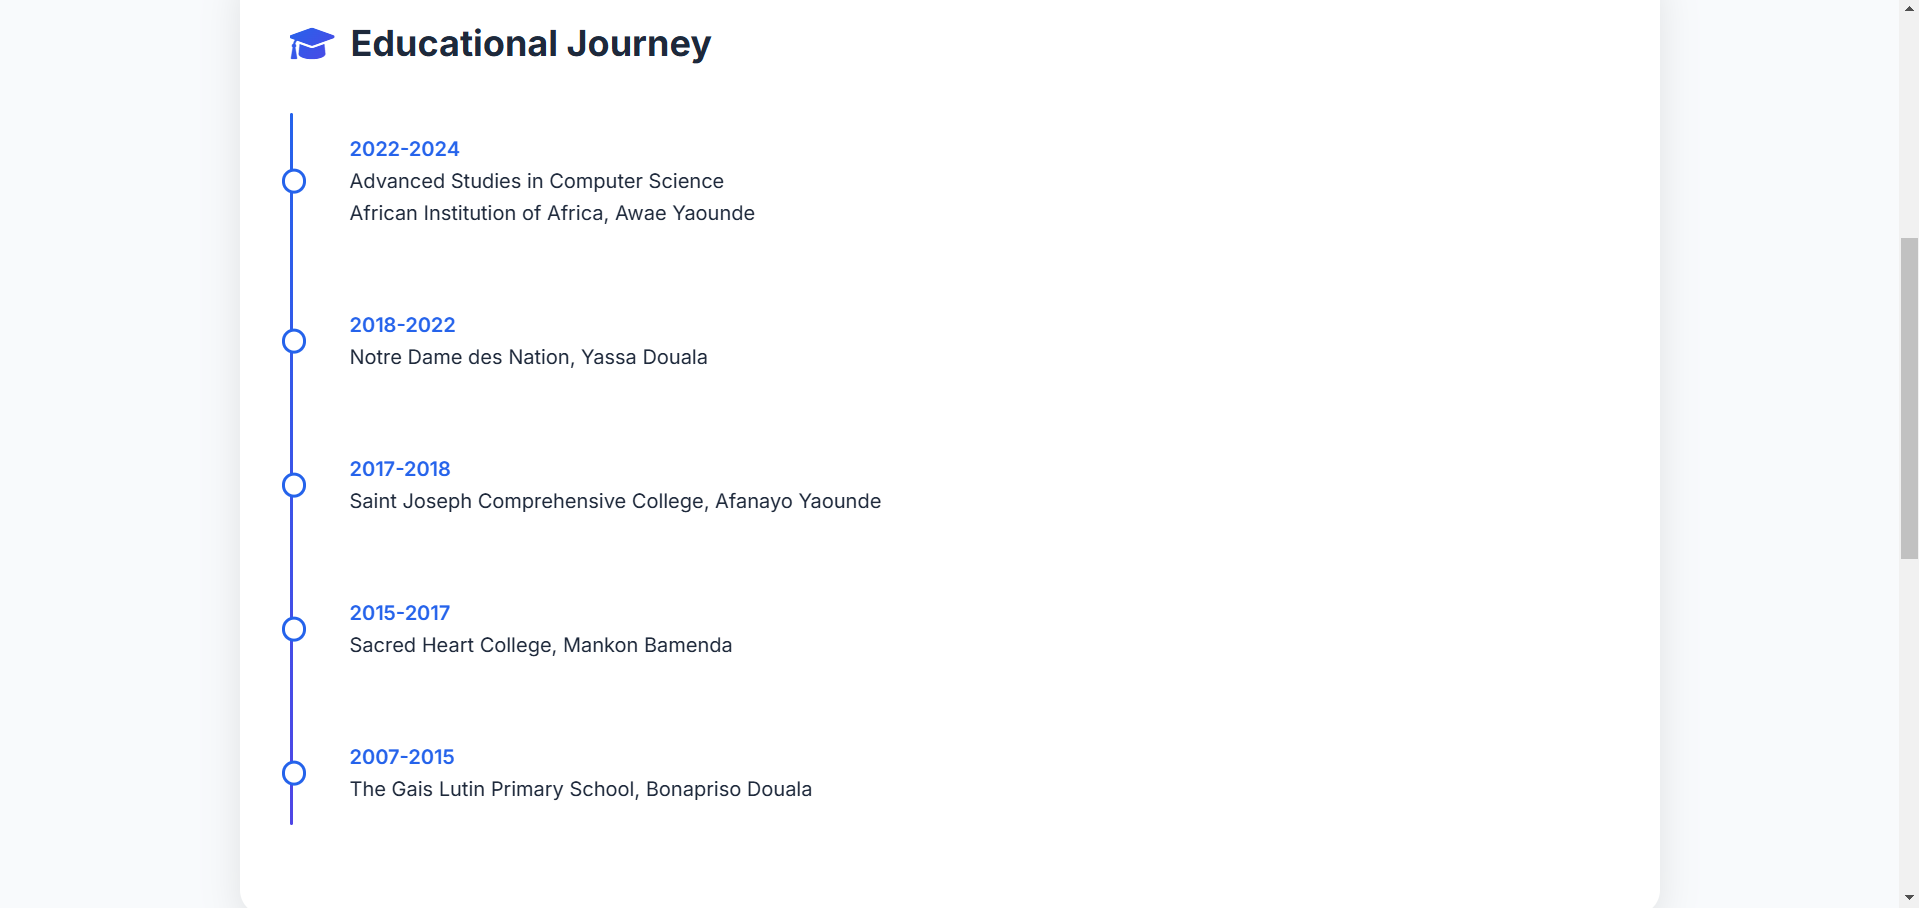 Educational Journey
2022-2024
Advanced Studies in Computer Science
African Institution of Africa, Awae Yaounde
2018-2022
Notre Dame des Nation, Yassa Douala
2017-2018
Saint Joseph Comprehensive College, Afanayo Yaounde
2015-2017
Sacred Heart College, Mankon Bamenda
2007-2015
The Gais Lutin Primary School, Bonapriso Douala